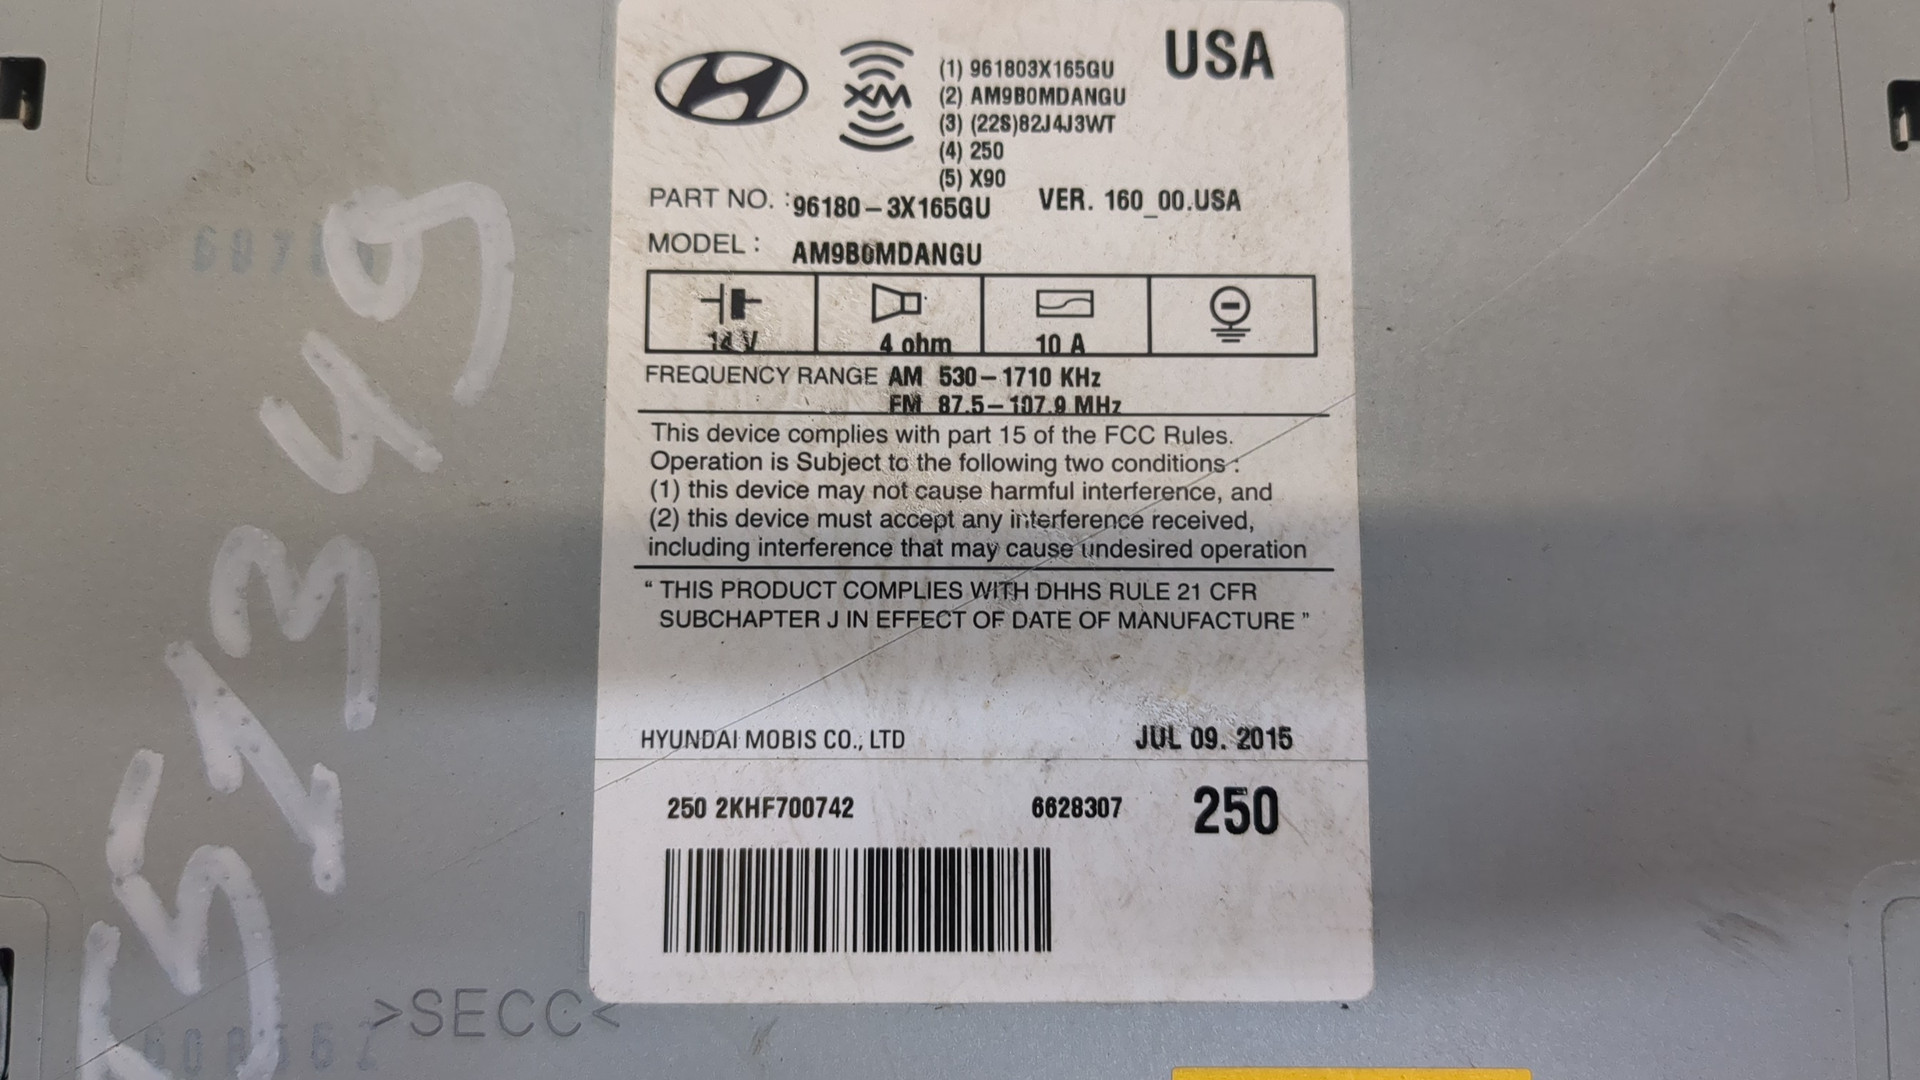 USA
XM
(1) 961803X165GU
(2) AM9B0MDANGU
(3) (22S)82J4J3WT
(4) 250
(5) X90
PART NO. : 96180-3X165GU VER. 160_00.USA
MODEL : AM9B0MDANGU
14 V 4 ohm 10 A
FREQUENCY RANGE AM 530-1710 KHz
FM 87.5-107.9 MHz
This device complies with part 15 of the FCC Rules.
Operation is Subject to the following two conditions :
(1) this device may not cause harmful interference, and
(2) this device must accept any interference received,
including interference that may cause undesired operation
“ THIS PRODUCT COMPLIES WITH DHHS RULE 21 CFR
SUBCHAPTER J IN EFFECT OF DATE OF MANUFACTURE ”
HYUNDAI MOBIS CO., LTD JUL 09. 2015
250 2KHF700742 6628307 250
>SECC<